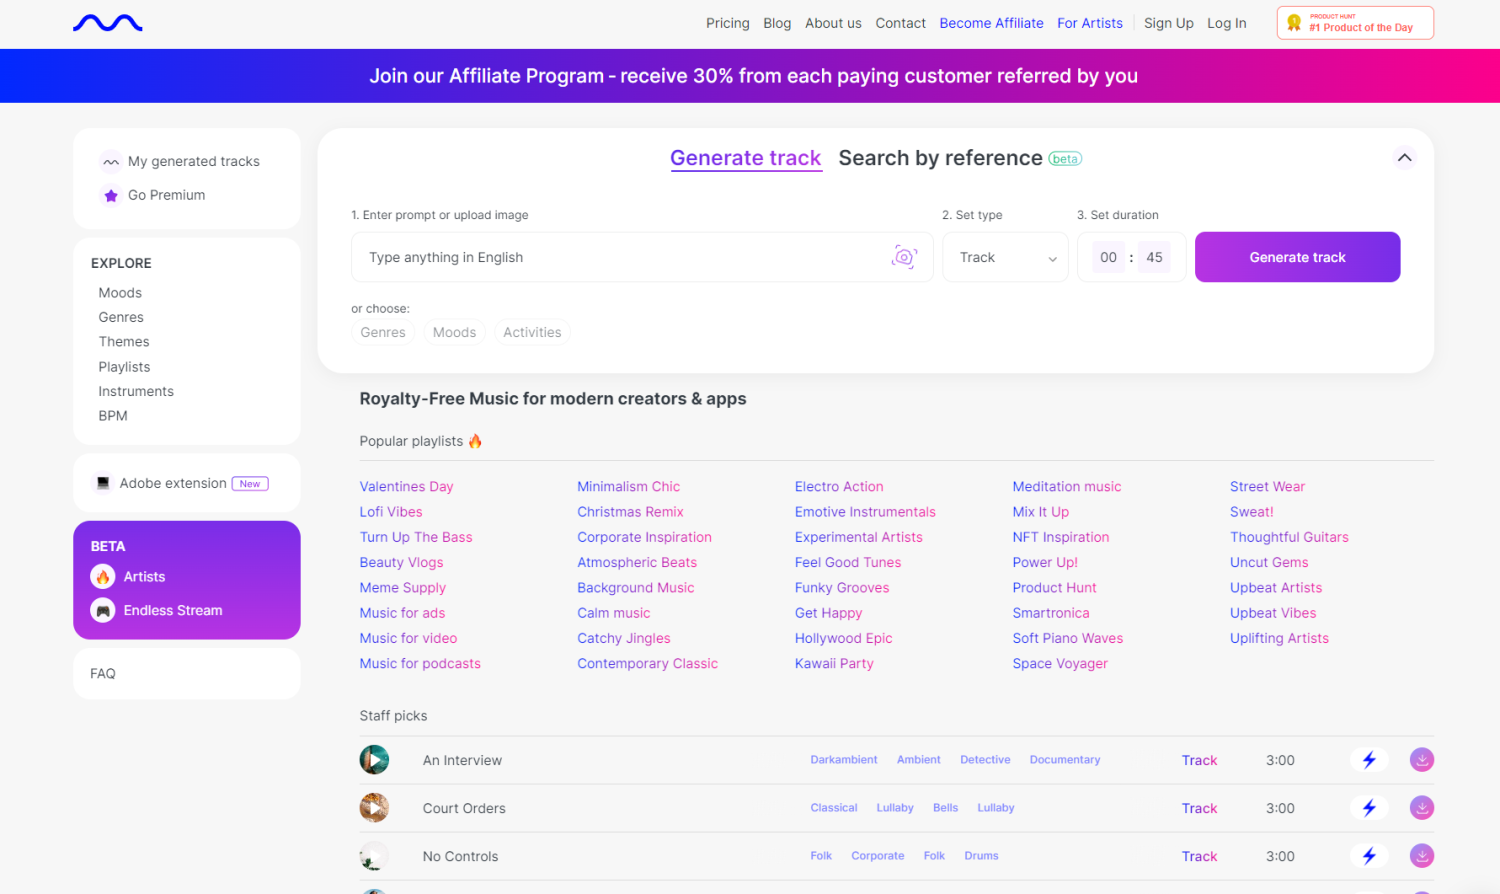 Pricing Blog About us Contact Become Affiliate For Artists Sign Up Log In
PRODUCT HUNT
#1 Product of the Day
Join our Affiliate Program - receive 30% from each paying customer referred by you
My generated tracks
Go Premium
EXPLORE
Moods
Genres
Themes
Playlists
Instruments
BPM
Adobe extension New
BETA
Artists
Endless Stream
FAQ
Generate track Search by reference beta
1. Enter prompt or upload image 2. Set type 3. Set duration
Type anything in English Track 00 : 45 Generate track
or choose:
Genres Moods Activities
Royalty-Free Music for modern creators & apps
Popular playlists 🔥
Valentines Day Minimalism Chic Electro Action Meditation music Street Wear
Lofi Vibes Christmas Remix Emotive Instrumentals Mix It Up Sweat!
Turn Up The Bass Corporate Inspiration Experimental Artists NFT Inspiration Thoughtful Guitars
Beauty Vlogs Atmospheric Beats Feel Good Tunes Power Up! Uncut Gems
Meme Supply Background Music Funky Grooves Product Hunt Upbeat Artists
Music for ads Calm music Get Happy Smartronica Upbeat Vibes
Music for video Catchy Jingles Hollywood Epic Soft Piano Waves Uplifting Artists
Music for podcasts Contemporary Classic Kawaii Party Space Voyager
Staff picks
An Interview Darkambient Ambient Detective Documentary Track 3:00
Court Orders Classical Lullaby Bells Lullaby Track 3:00
No Controls Folk Corporate Folk Drums Track 3:00